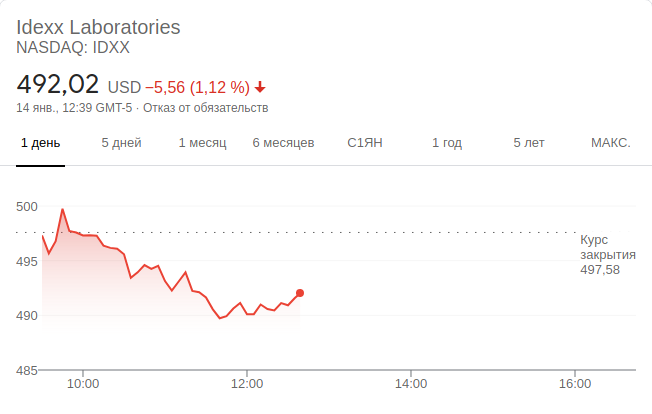 Idexx Laboratories
NASDAQ: IDXX
492,02 USD −5,56 (1,12 %)
14 янв., 12:39 GMT-5 · Отказ от обязательств
1 день 5 дней 1 месяц 6 месяцев С1ЯН 1 год 5 лет МАКС.
500
495
490
485
Курс
закрытия
497,58
10:00 12:00 14:00 16:00